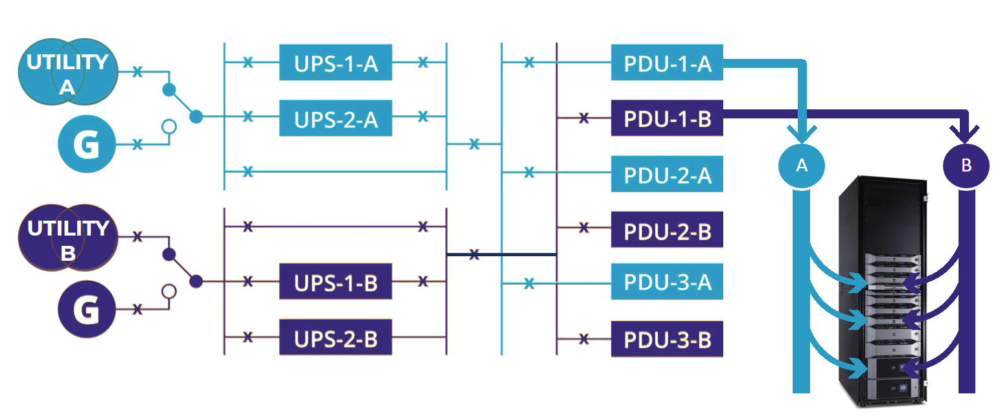 UTILITY
A
G
UPS-1-A
UPS-2-A
UTILITY
B
G
UPS-1-B
UPS-2-B
PDU-1-A
PDU-1-B
PDU-2-A
PDU-2-B
PDU-3-A
PDU-3-B
A
B